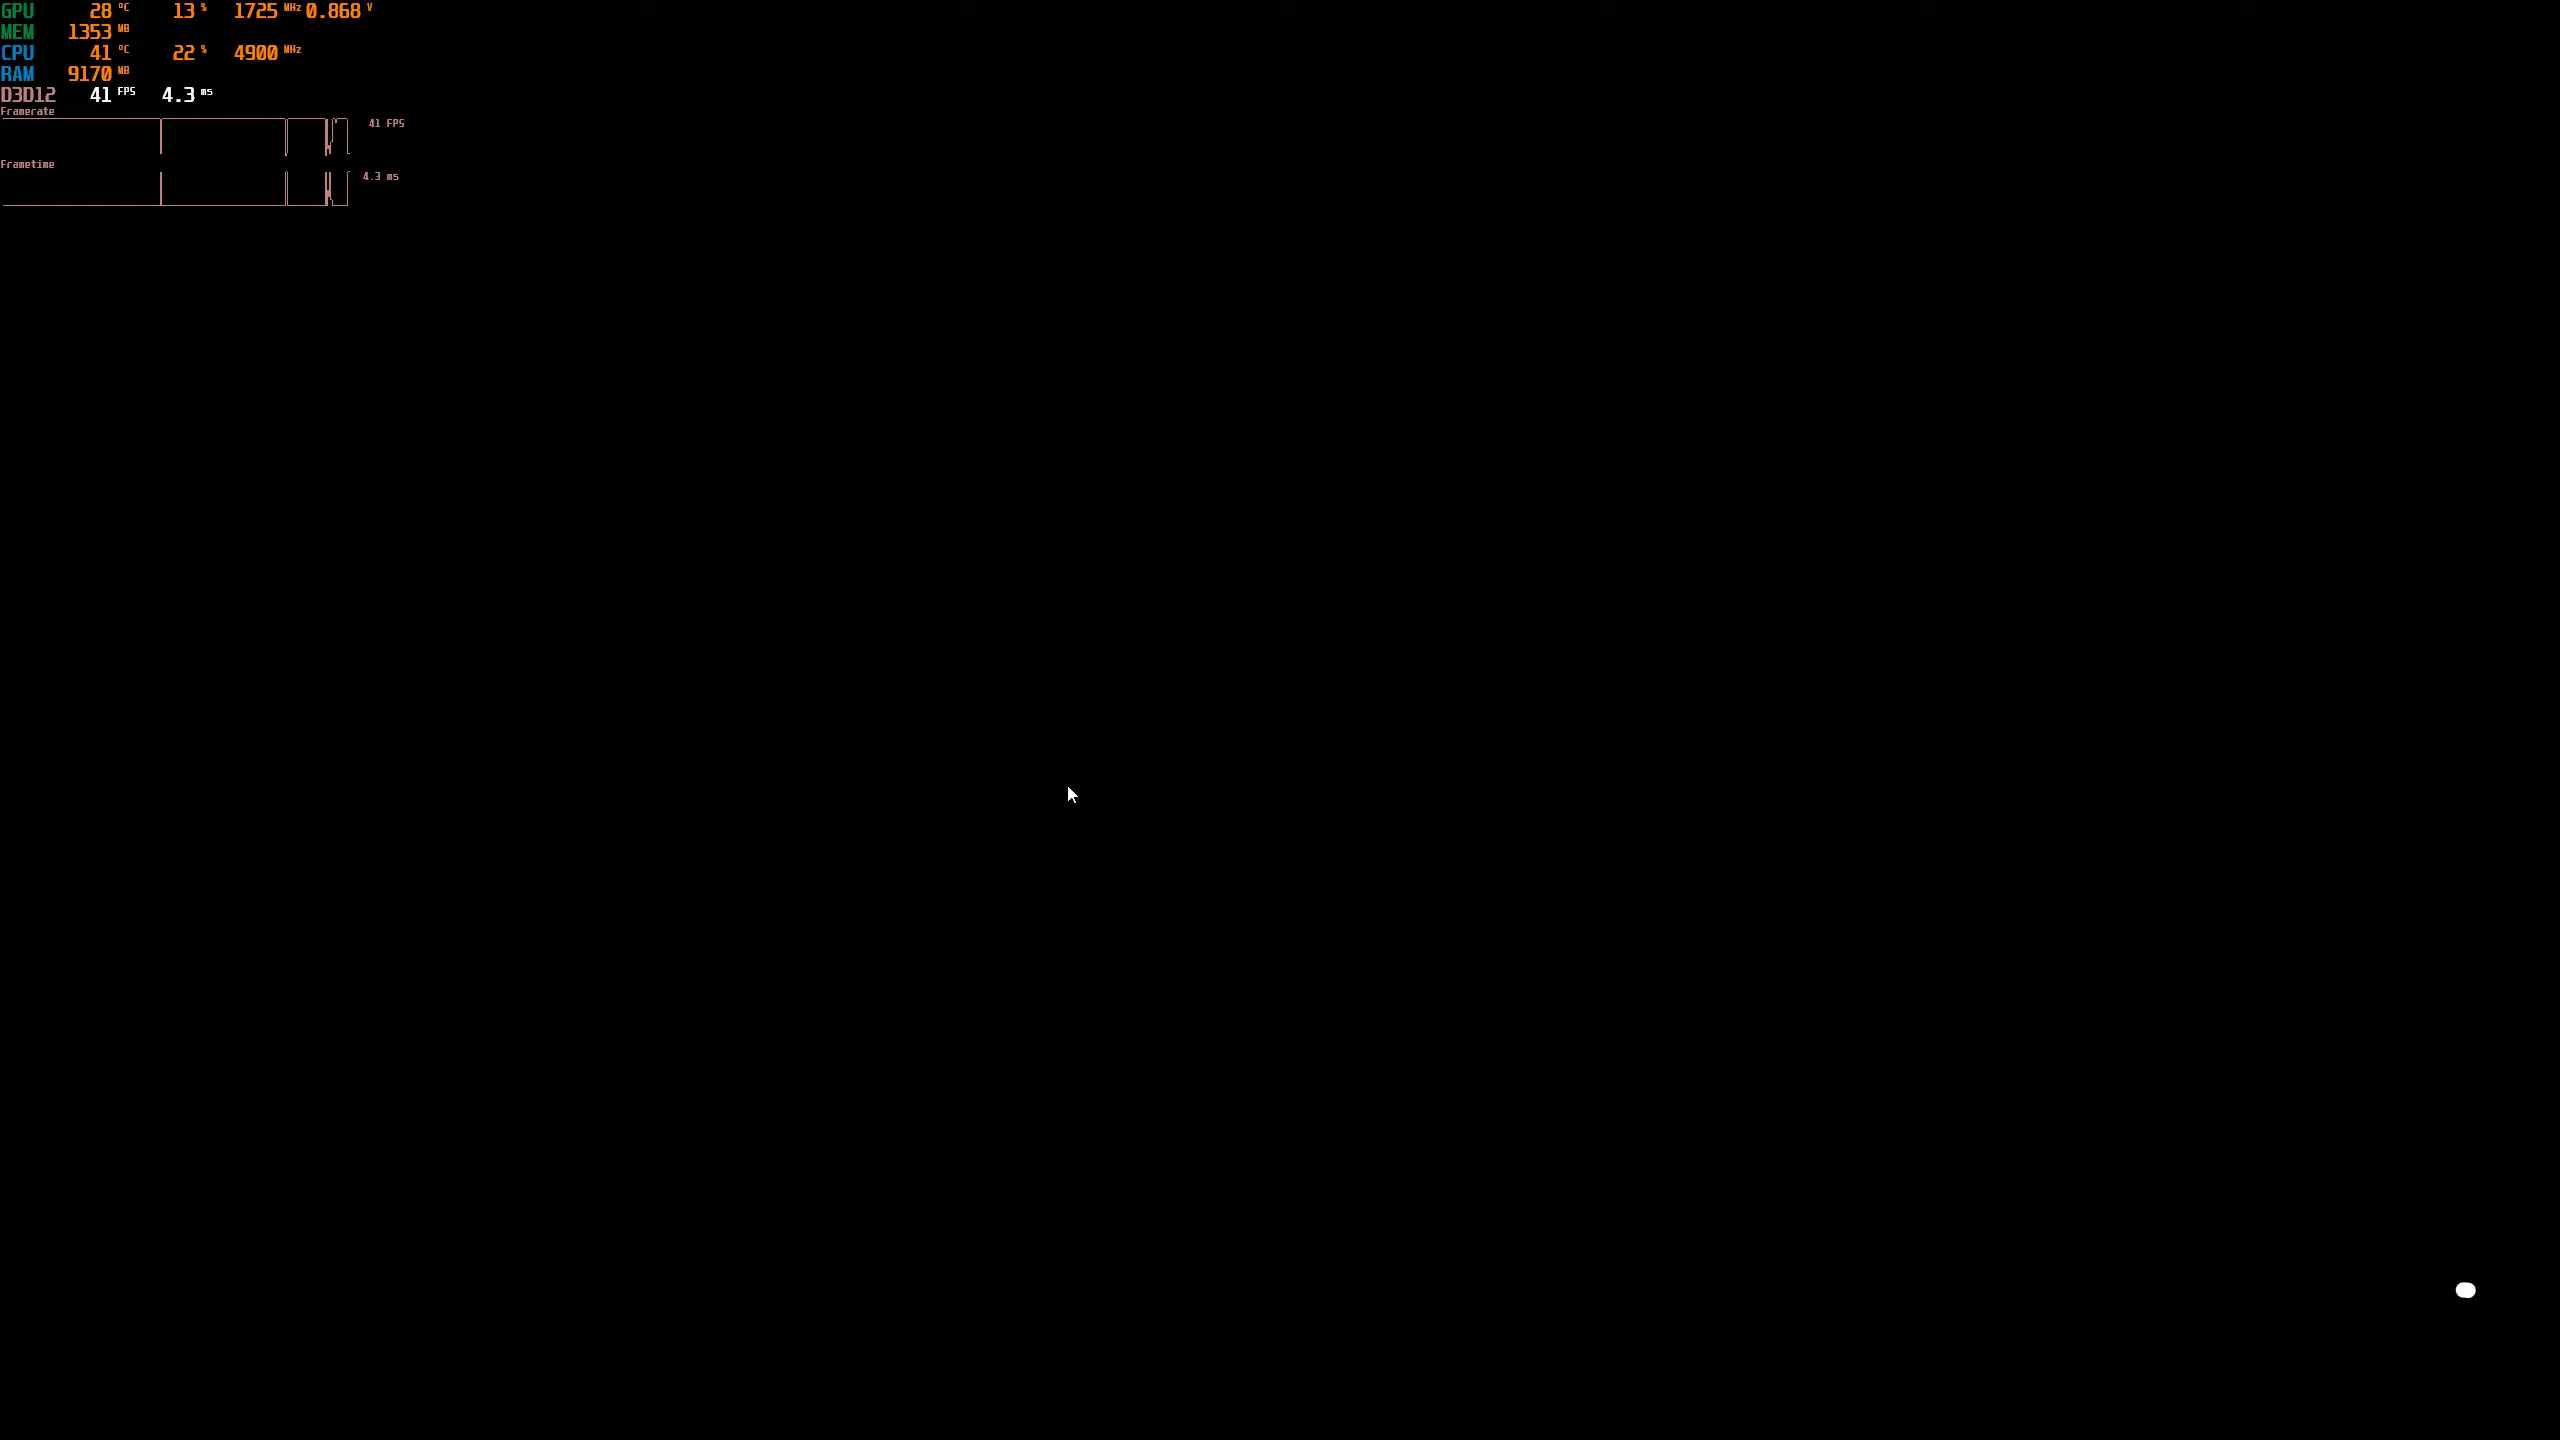 GPU 28 °C 13 % 1725 MHz 0.868 V
MEM 1353 MB
CPU 41 °C 22 % 4900 MHz
RAM 9170 MB
D3D12 41 FPS 4.3 ms
Framerate
41 FPS
Frametime
4.3 ms